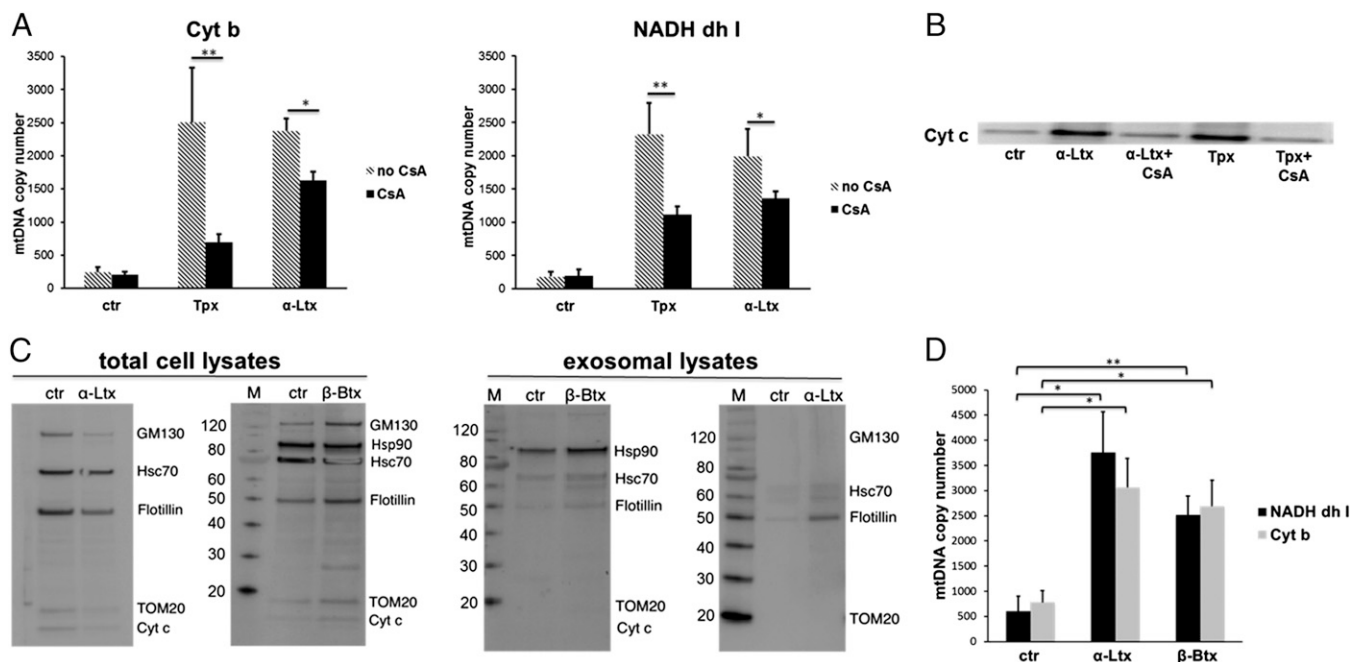 A
Cyt b
mtDNA copy number
3500
3000
2500
2000
1500
1000
500
0
**
*
ctr Tpx α-Ltx
no CsA
CsA
NADH dh I
mtDNA copy number
3500
3000
2500
2000
1500
1000
500
0
**
*
ctr Tpx α-Ltx
no CsA
CsA
B
Cyt c
ctr α-Ltx α-Ltx+ Tpx Tpx+
CsA CsA
C
total cell lysates
ctr α-Ltx
GM130
Hsc70
Flotillin
TOM20
Cyt c
M ctr β-Btx
120
80
60
50
40
30
20
GM130
Hsp90
Hsc70
Flotillin
TOM20
Cyt c
exosomal lysates
M ctr β-Btx
120
80
60
50
40
30
20
Hsp90
Hsc70
Flotillin
TOM20
Cyt c
M ctr α-Ltx
120
80
60
50
40
30
20
GM130
Hsc70
Flotillin
TOM20
D
mtDNA copy numnber
5000
4500
4000
3500
3000
2500
2000
1500
1000
500
0
**
*
*
*
ctr α-Ltx β-Btx
NADH dh I
Cyt b